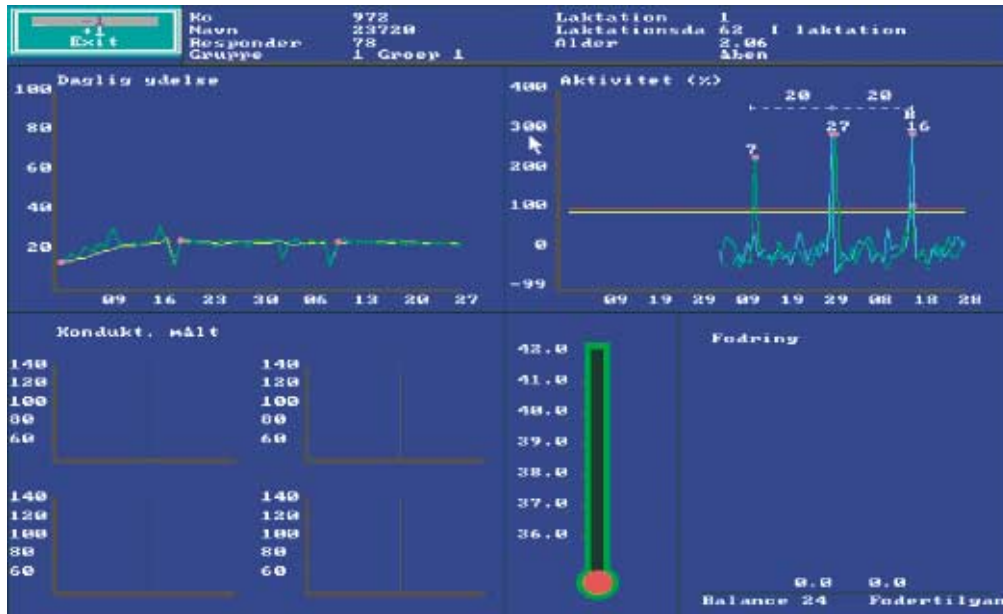 -1
+1
Exit
Ko 972
Navn 23720
Responder 78
Gruppe 1 Groep 1
Laktation 1
Laktationsda 62 I laktation
Alder 2.06
Åben
Daglig ydelse
100
80
60
40
20
09 16 23 30 06 13 20 27
Aktivitet (%)
400
300
200
100
0
-99
20 20
7 27 16
09 19 29 09 19 29 08 18 28
Kondukt. målt
140
120
100
80
60
140
120
100
80
60
140
120
100
80
60
140
120
100
80
60
42.0
41.0
40.0
39.0
38.0
37.0
36.0
Fodring
0.0 0.0
Balance 24 Fodertilgan